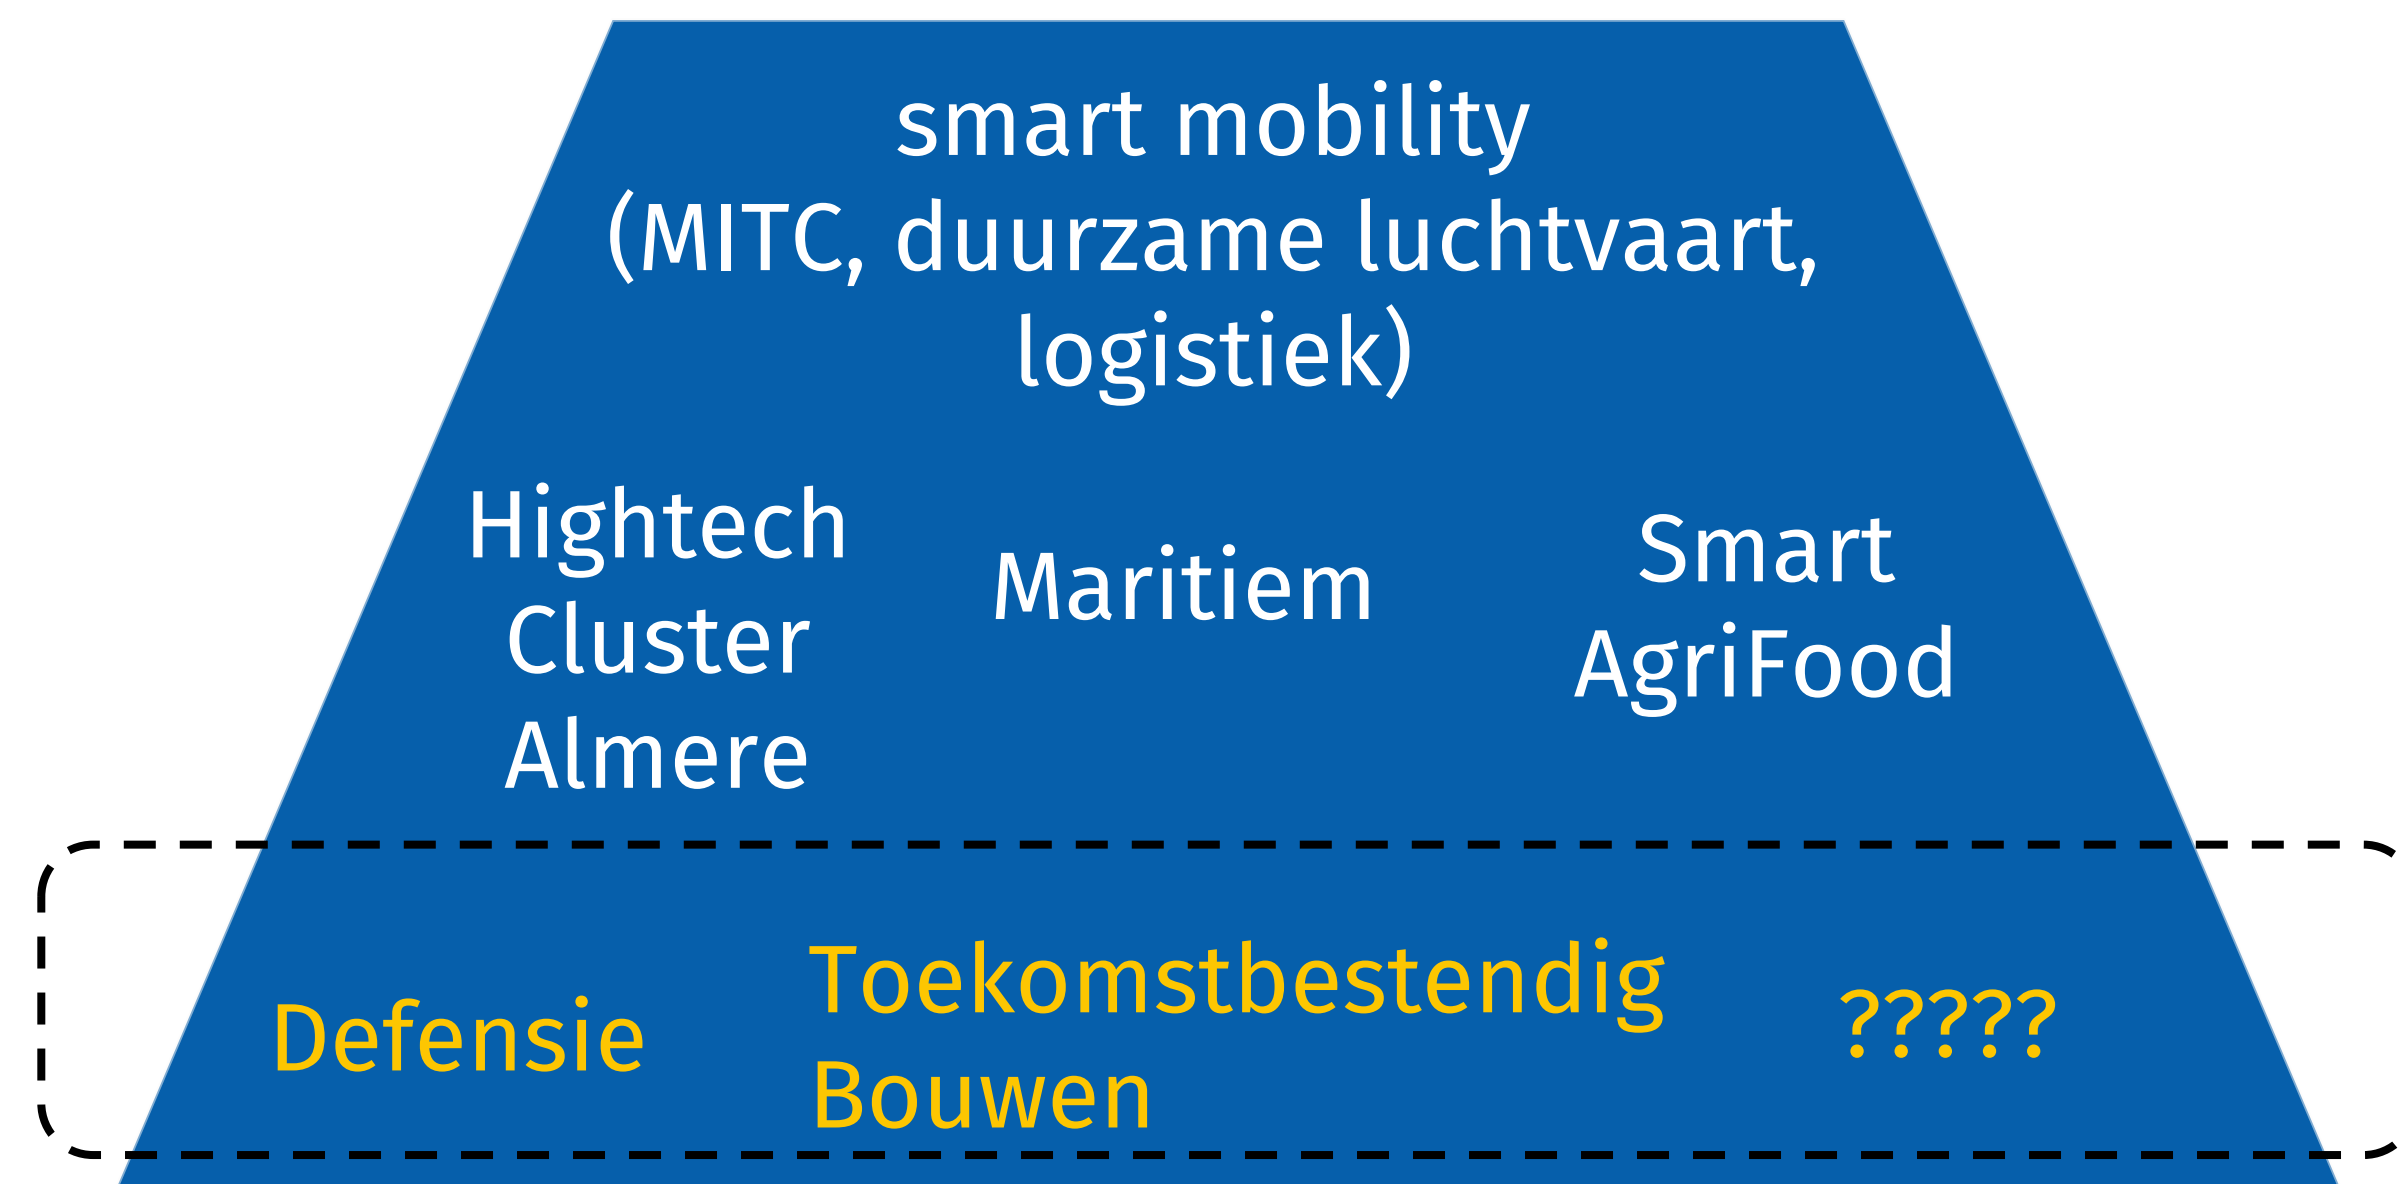 smart mobility
(MITC, duurzame luchtvaart,
logistiek)
Hightech
Cluster
Almere
Maritiem
Smart
AgriFood
Defensie
Toekomstbestendig
Bouwen
?????